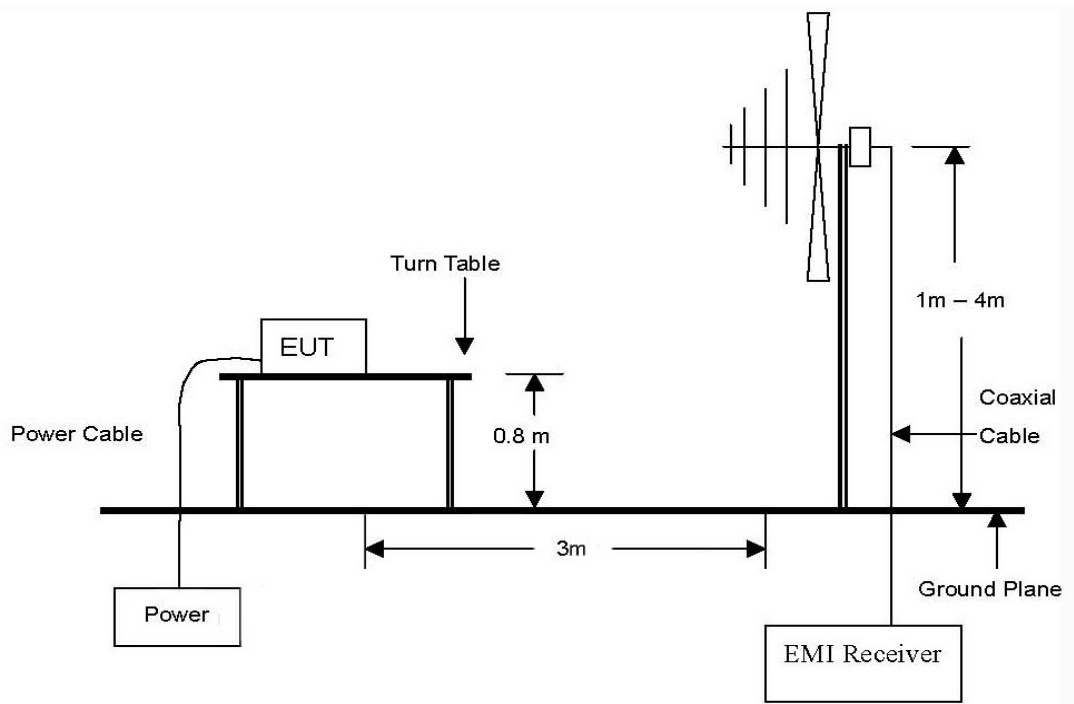 Turn Table
EUT
1m – 4m
Coaxial
Cable
Power Cable
0.8 m
3m
Ground Plane
Power
EMI Receiver